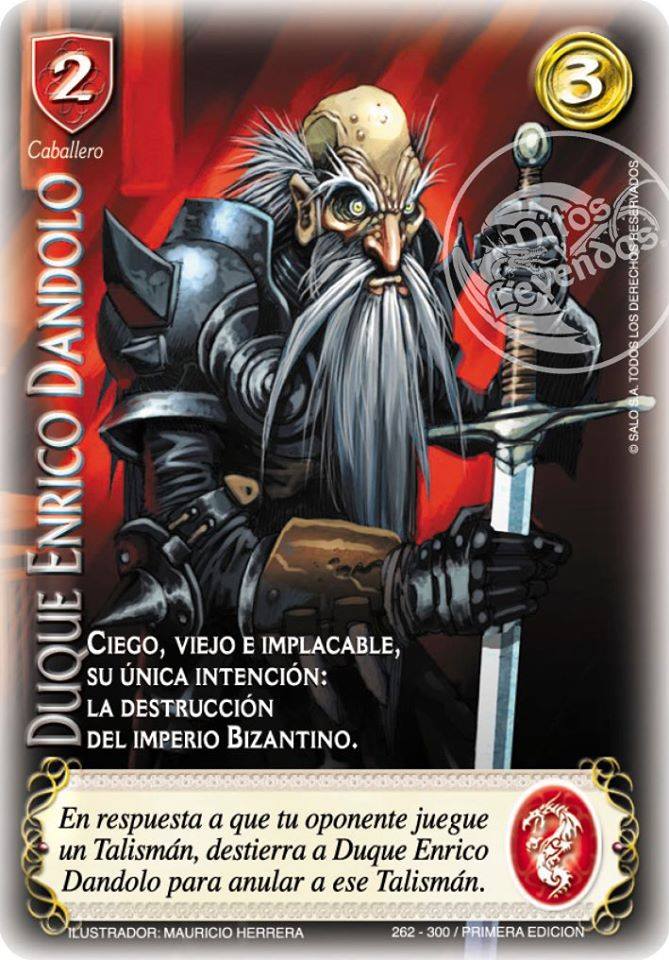 2
3
Caballero
DUQUE ENRICO DANDOLO
Mitos
Leyendas
© SALO S.A. TODOS LOS DERECHOS RESERVADOS
CIEGO, VIEJO E IMPLACABLE,
SU ÚNICA INTENCIÓN:
LA DESTRUCCIÓN
DEL IMPERIO BIZANTINO.
En respuesta a que tu oponente juegue
un Talismán, destierra a Duque Enrico
Dandolo para anular a ese Talismán.
ILUSTRADOR: MAURICIO HERRERA
262 - 300 / PRIMERA EDICION